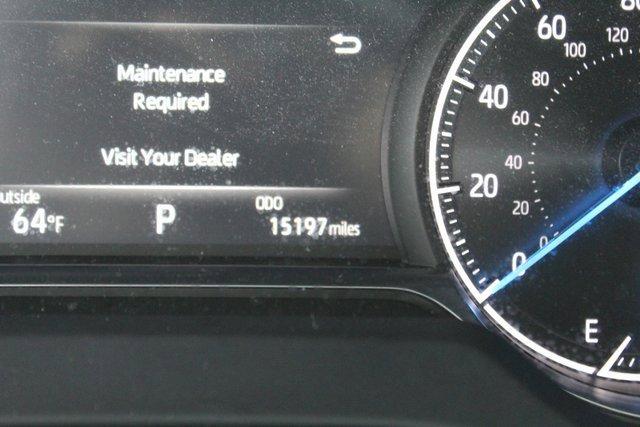 Maintenance
Required
Visit Your Dealer
utside
64°F
P
ODO
15197 miles
60
40
20
0
120
100
80
60
40
20
0
E